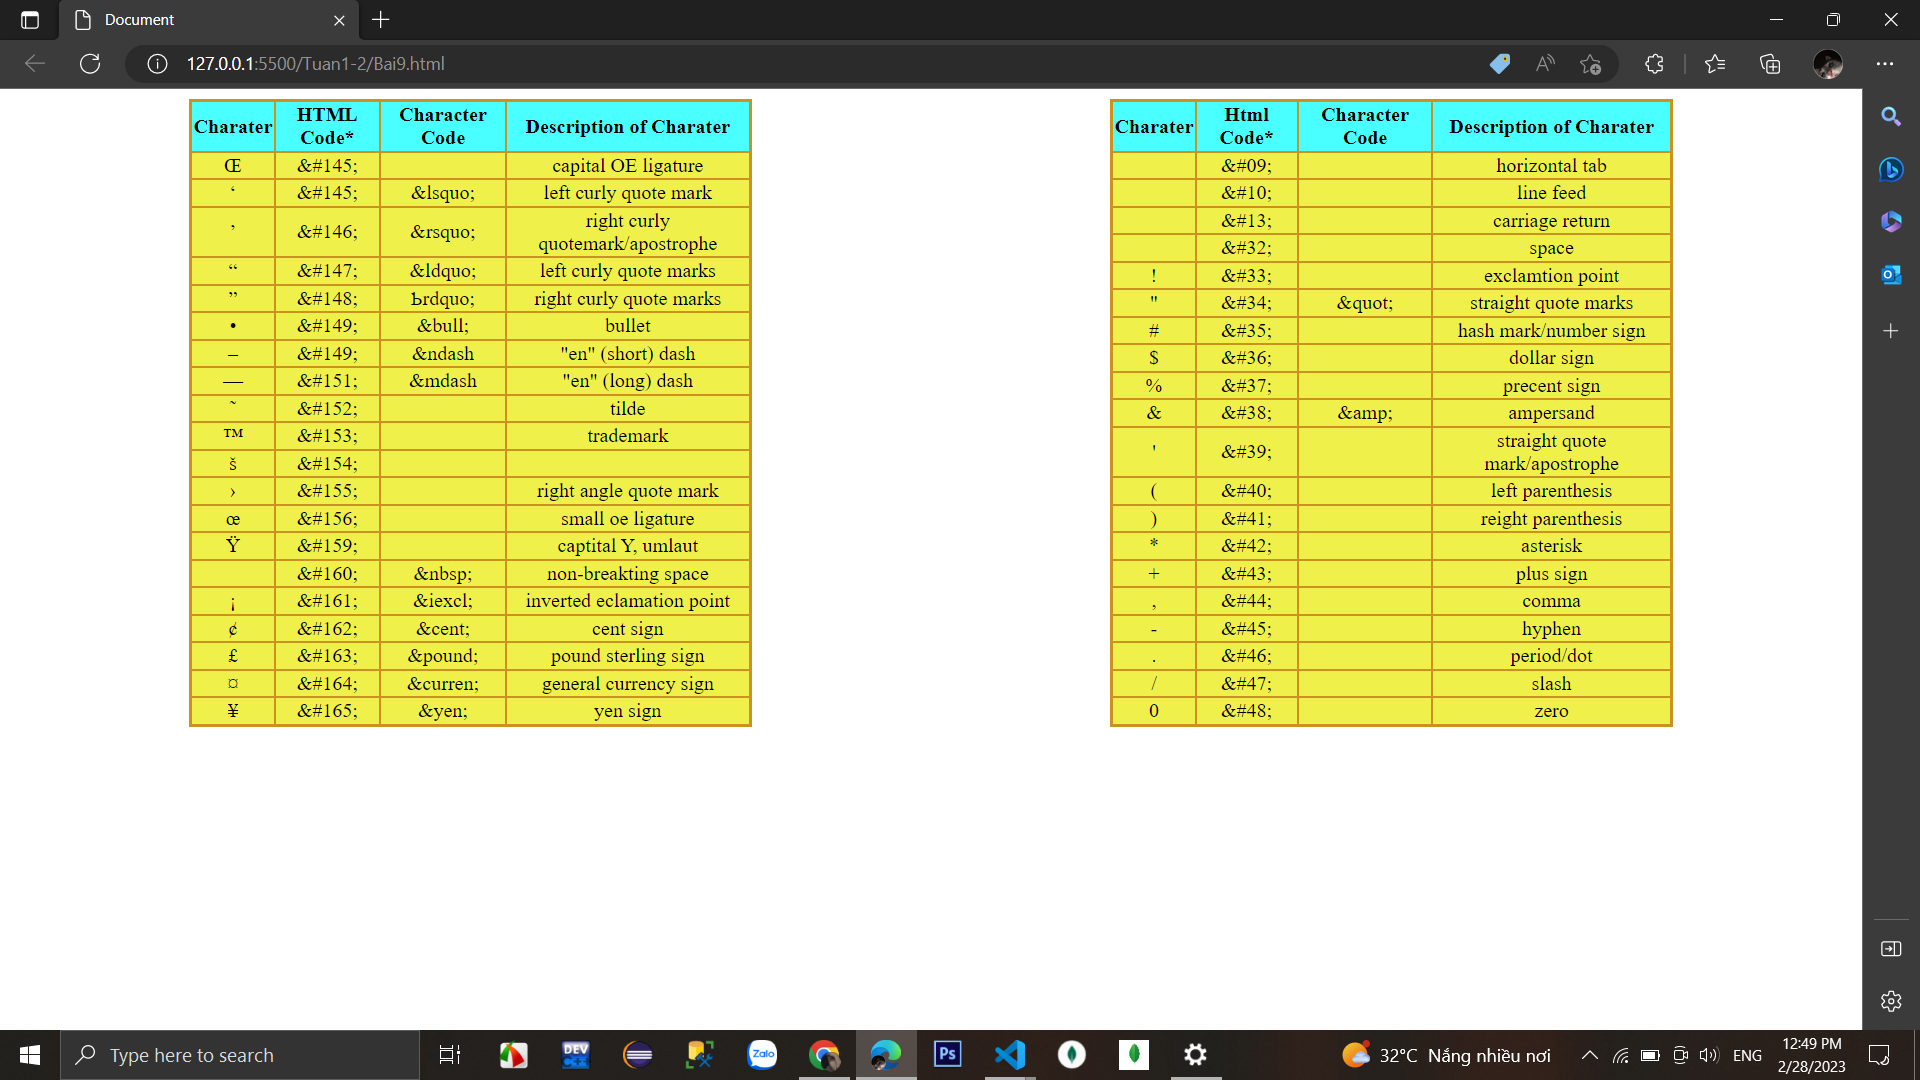 Document
127.0.0.1:5500/Tuan1-2/Bai9.html
Charater HTML Code* Character Code Description of Charater
Œ &#145; capital OE ligature
‘ &#145; &lsquo; left curly quote mark
’ &#146; &rsquo; right curly quotemark/apostrophe
“ &#147; &ldquo; left curly quote marks
” &#148; Ъrdquo; right curly quote marks
• &#149; &bull; bullet
– &#149; &ndash "en" (short) dash
— &#151; &mdash "en" (long) dash
˜ &#152; tilde
™ &#153; trademark
š &#154;
› &#155; right angle quote mark
œ &#156; small oe ligature
Ÿ &#159; captital Y, umlaut
&#160; &nbsp; non-breakting space
¡ &#161; &iexcl; inverted eclamation point
¢ &#162; &cent; cent sign
£ &#163; &pound; pound sterling sign
¤ &#164; &curren; general currency sign
¥ &#165; &yen; yen sign
Charater Html Code* Character Code Description of Charater
&#09; horizontal tab
&#10; line feed
&#13; carriage return
&#32; space
! &#33; exclamtion point
" &#34; &quot; straight quote marks
# &#35; hash mark/number sign
$ &#36; dollar sign
% &#37; precent sign
& &#38; &amp; ampersand
' &#39; straight quote mark/apostrophe
( &#40; left parenthesis
) &#41; reight parenthesis
* &#42; asterisk
+ &#43; plus sign
, &#44; comma
- &#45; hyphen
. &#46; period/dot
/ &#47; slash
0 &#48; zero
Type here to search
DEV C++
Zalo
Ps
32°C Nắng nhiều nơi
ENG
12:49 PM
2/28/2023